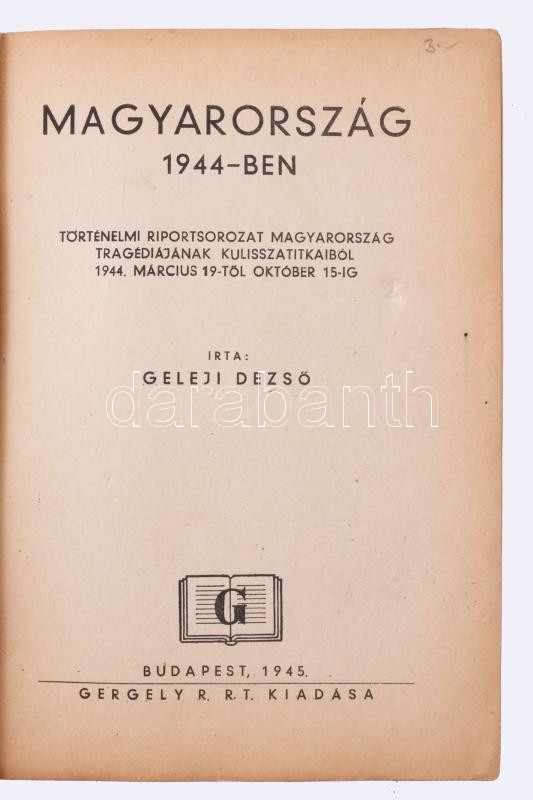 3.-
MAGYARORSZÁG
1944-BEN
TÖRTÉNELMI RIPORTSOROZAT MAGYARORSZÁG
TRAGÉDIÁJÁNAK KULISSZATITKAIBÓL
1944. MÁRCIUS 19-TŐL OKTÓBER 15-IG
IRTA:
GELEJI DEZSŐ
darabanth
G
BUDAPEST, 1945.
GERGELY R. R.T. KIADÁSA